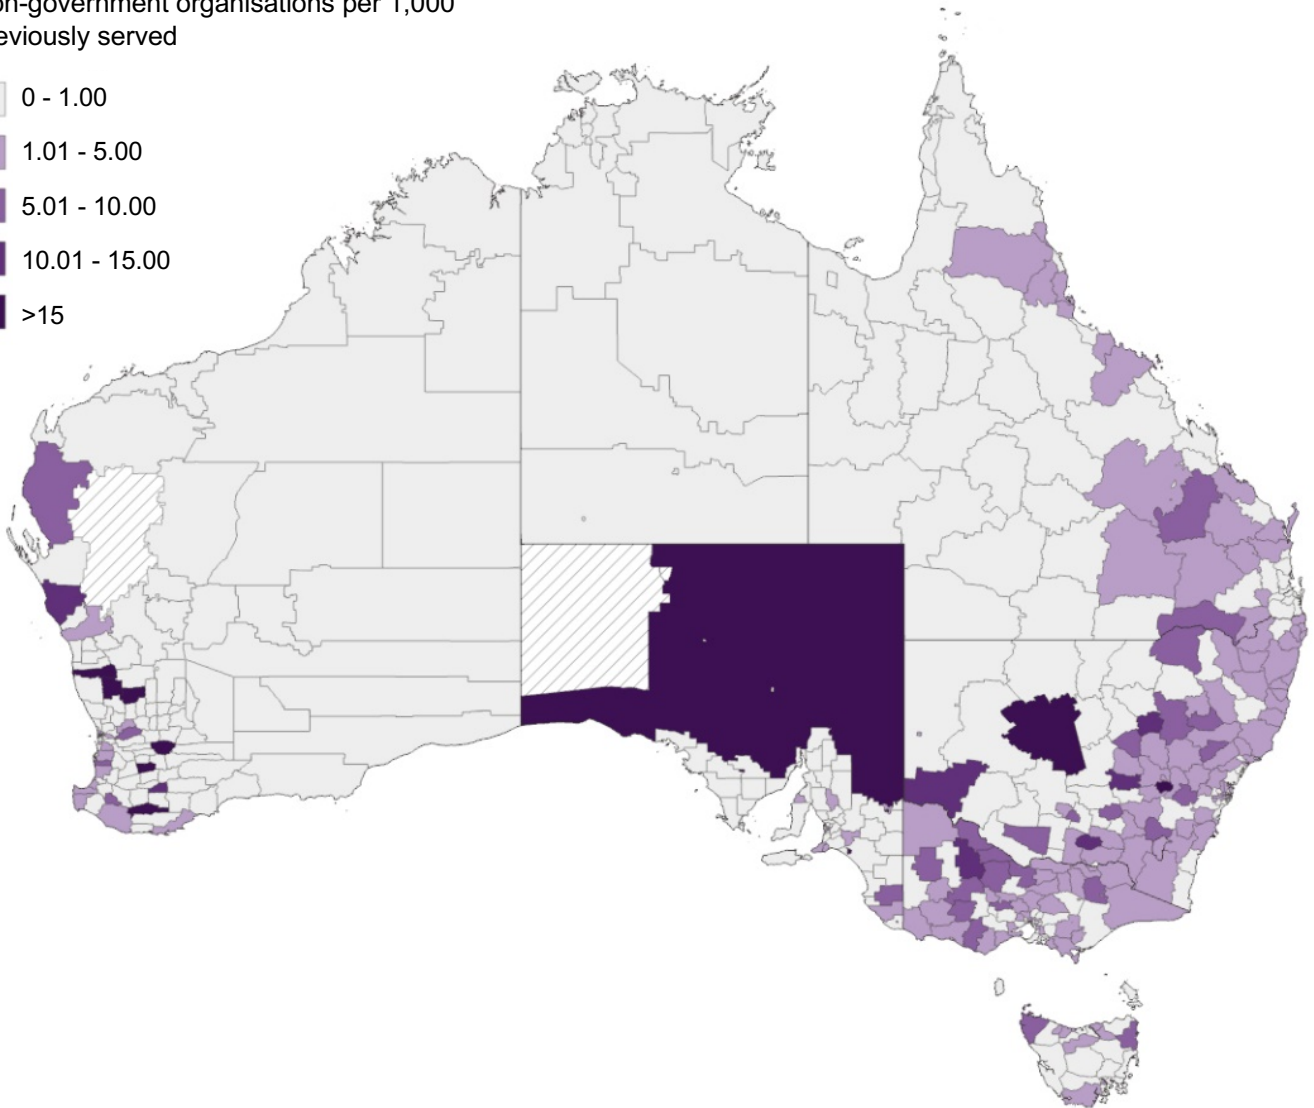 on-government organisations per 1,000
eviously served
0 - 1.00
1.01 - 5.00
5.01 - 10.00
10.01 - 15.00
>15